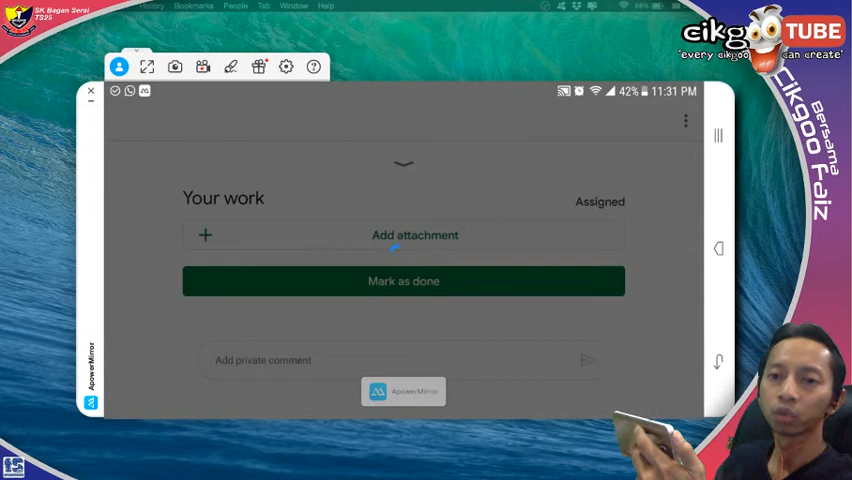 SK Bagan Serai
TS25
History Bookmarks People Tab Window Help
88%
cikgoo TUBE
'every cikgoo can create'
Bersama
Cikgoo Faiz
42% 11:31 PM
Your work
Assigned
+ Add attachment
Mark as done
Add private comment
ApowerMirror
ApowerMirror